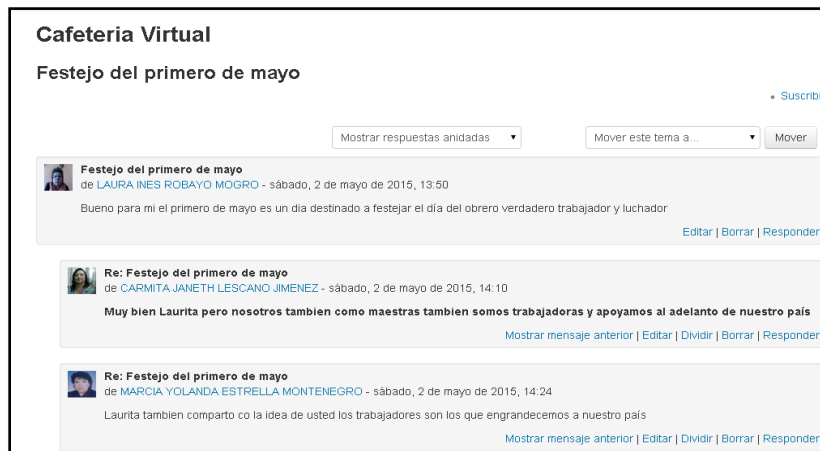 Cafeteria Virtual
Festejo del primero de mayo
Mostrar respuestas anidadas
Mover este tema a...
Mover
Festejo del primero de mayo
de LAURA INES ROBAYO MOGRO - sábado, 2 de mayo de 2015, 13:50
Bueno para mi el primero de mayo es un dia destinado a festejar el día del obrero verdadero trabajador y luchador
Editar | Borrar | Responder
Re: Festejo del primero de mayo
de CARMITA JANETH LESCANO JIMENEZ - sábado, 2 de mayo de 2015, 14:10
Muy bien Laurita pero nosotros tambien como maestras tambien somos trabajadoras y apoyamos al adelanto de nuestro país
Mostrar mensaje anterior | Editar | Dividir | Borrar | Responder
Re: Festejo del primero de mayo
de MARCIA YOLANDA ESTRELLA MONTENEGRO - sábado, 2 de mayo de 2015, 14:24
Laurita tambien comparto co la idea de usted los trabajadores son los que engrandecemos a nuestro país
Mostrar mensaje anterior | Editar | Dividir | Borrar | Responder